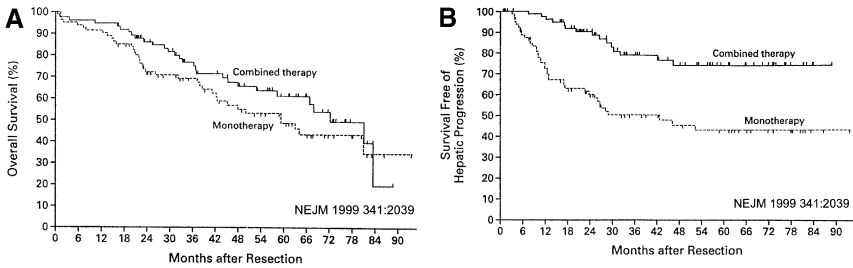 A
Overall Survival (%)
100
90
80
70
60
50
40
30
20
10
0
Combined therapy
Monotherapy
NEJM 1999 341:2039
0 6 12 18 24 30 36 42 48 54 60 66 72 78 84 90
Months after Resection
B
Survival Free of
Hepatic Progression (%)
100
90
80
70
60
50
40
30
20
10
0
Combined therapy
Monotherapy
NEJM 1999 341:2039
0 6 12 18 24 30 36 42 48 54 60 66 72 78 84 90
Months after Resection